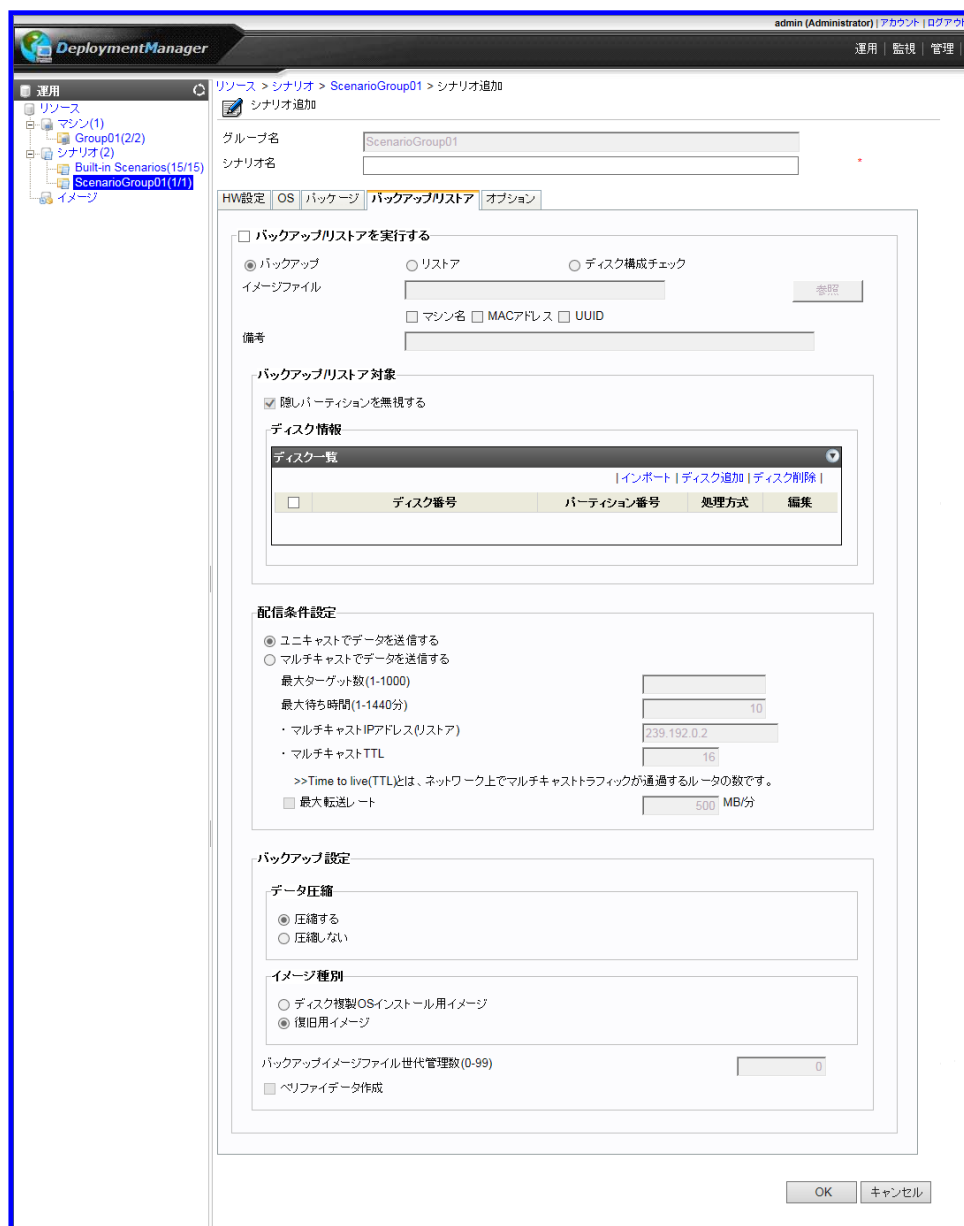 admin (Administrator) | アカウント | ログアウ
DeploymentManager
運用 | 監視 | 管理 |
運用
リソース
マシン(1)
Group01(2/2)
シナリオ(2)
Built-in Scenarios(15/15)
ScenarioGroup01(1/1)
イメージ
リソース > シナリオ > ScenarioGroup01 > シナリオ追加
シナリオ追加
グループ名 ScenarioGroup01
シナリオ名 *
HW設定 OS パッケージ バックアップ/リストア オプション
バックアップ/リストアを実行する
バックアップ リストア ディスク構成チェック
イメージファイル 参照
マシン名 MACアドレス UUID
備考
バックアップ/リストア対象
隠しパーティションを無視する
ディスク情報
ディスク一覧
| インポート | ディスク追加 | ディスク削除 |
ディスク番号 パーティション番号 処理方式 編集
配信条件設定
ユニキャストでデータを送信する
マルチキャストでデータを送信する
最大ターゲット数(1-1000)
最大待ち時間(1-1440分) 10
・マルチキャストIPアドレス(リストア) 239.192.0.2
・マルチキャストTTL 16
>>Time to live(TTL)とは、ネットワーク上でマルチキャストトラフィックが通過するルータの数です。
最大転送レート 500 MB/分
バックアップ設定
データ圧縮
圧縮する
圧縮しない
イメージ種別
ディスク複製OSインストール用イメージ
復旧用イメージ
バックアップイメージファイル世代管理数(0-99) 0
ベリファイデータ作成
OK キャンセル